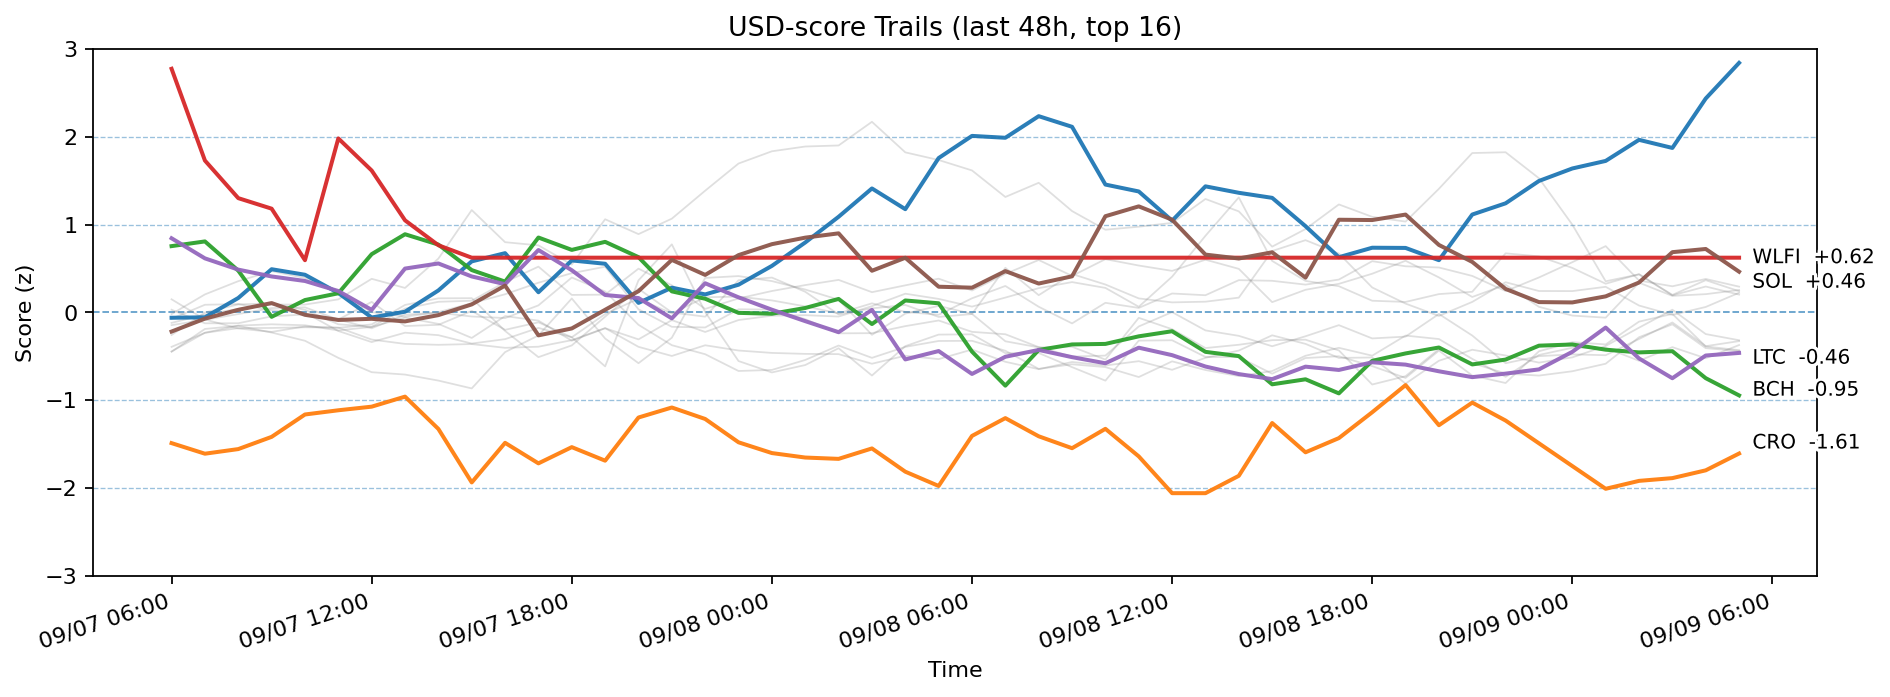 USD-score Trails (last 48h, top 16)
Score (z)
3
2
1
0
−1
−2
−3
WLFI +0.62
SOL +0.46
LTC -0.46
BCH -0.95
CRO -1.61
09/07 06:00
09/07 12:00
09/07 18:00
09/08 00:00
09/08 06:00
09/08 12:00
09/08 18:00
09/09 00:00
09/09 06:00
Time